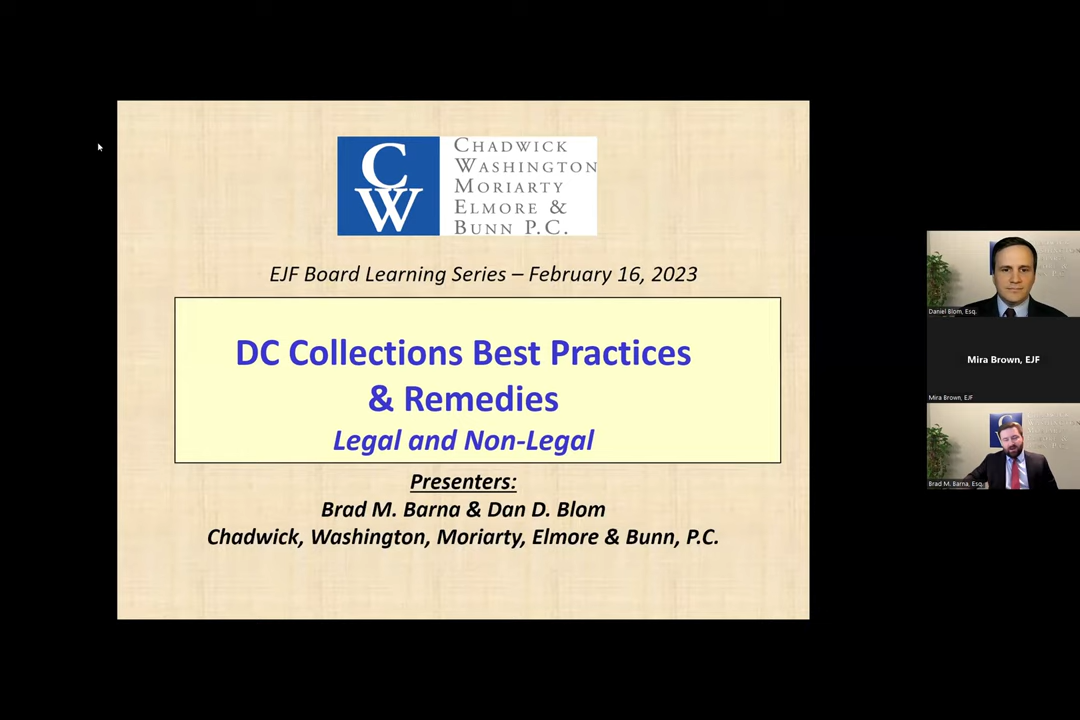 CW
CHADWICK
WASHINGTON
MORIARTY
ELMORE &
BUNN P.C.
EJF Board Learning Series – February 16, 2023
DC Collections Best Practices
& Remedies
Legal and Non-Legal
Presenters:
Brad M. Barna & Dan D. Blom
Chadwick, Washington, Moriarty, Elmore & Bunn, P.C.
Daniel Blom, Esq.
Mira Brown, EJF
Mira Brown, EJF
Brad M. Barna, Esq.